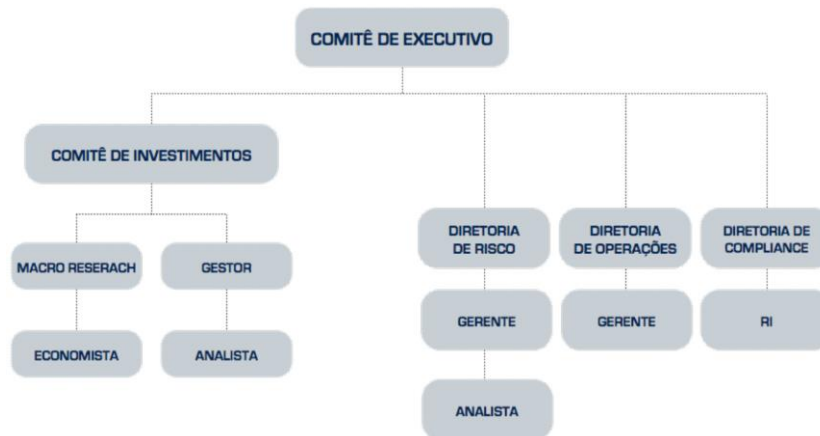 COMITÊ DE EXECUTIVO
COMITÊ DE INVESTIMENTOS
DIRETORIA
DE RISCO
DIRETORIA
DE OPERAÇÕES
DIRETORIA DE
COMPLIANCE
MACRO RESERACH
GESTOR
GERENTE
GERENTE
RI
ECONOMISTA
ANALISTA
ANALISTA